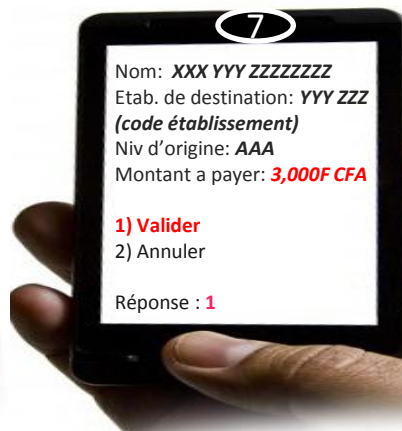 7
Nom: XXX YYY ZZZZZZZZ
Etab. de destination: YYY ZZZ
(code établissement)
Niv d’origine: AAA
Montant a payer: 3,000F CFA
1) Valider
2) Annuler
Réponse : 1